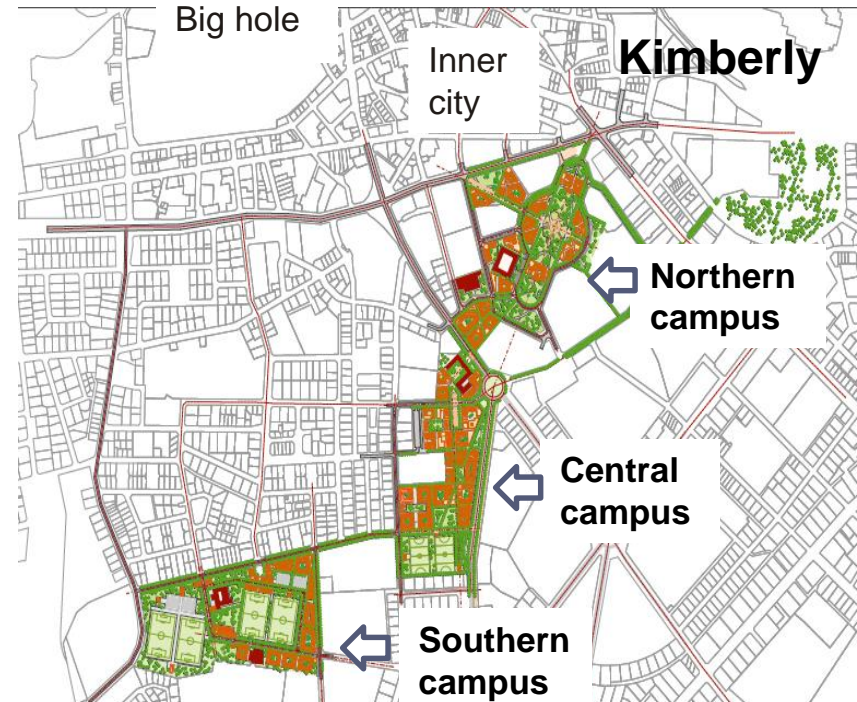 Big hole
Inner
city
Kimberly
Northern
campus
Central
campus
Southern
campus